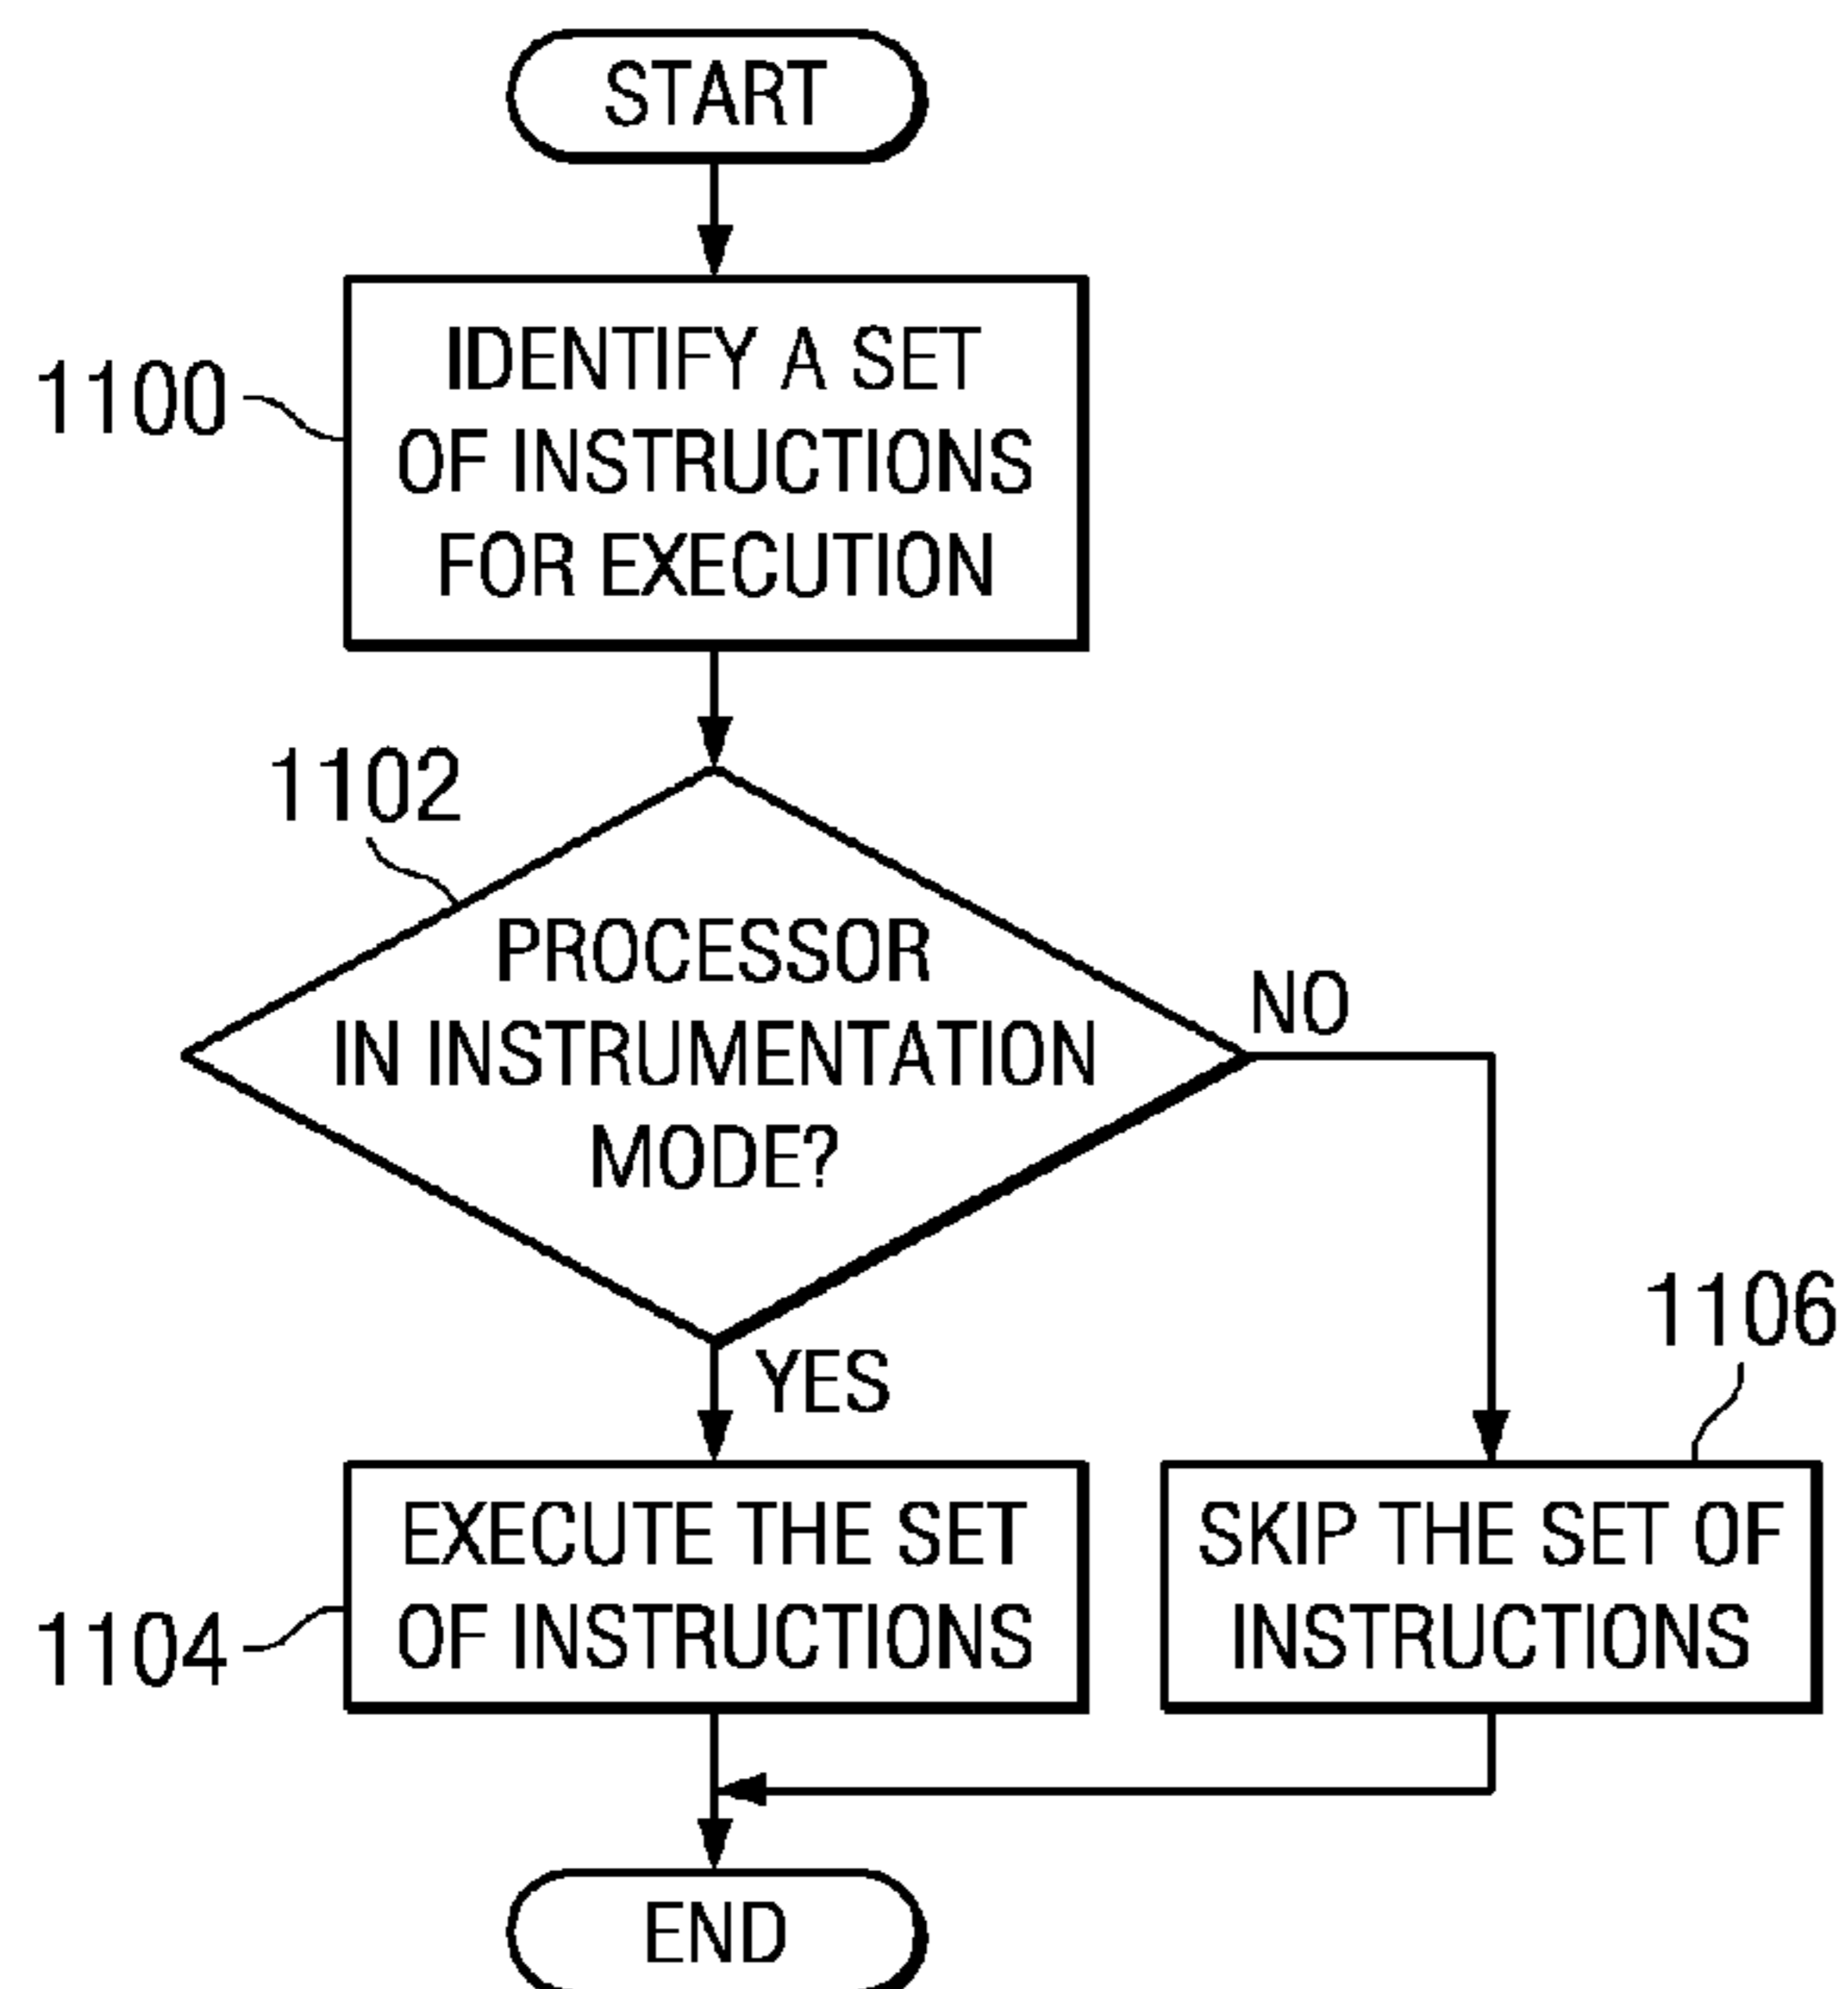 START
1100
IDENTIFY A SET
OF INSTRUCTIONS
FOR EXECUTION
1102
PROCESSOR
IN INSTRUMENTATION
MODE?
NO
YES
1106
EXECUTE THE SET
OF INSTRUCTIONS
1104
SKIP THE SET OF
INSTRUCTIONS
END